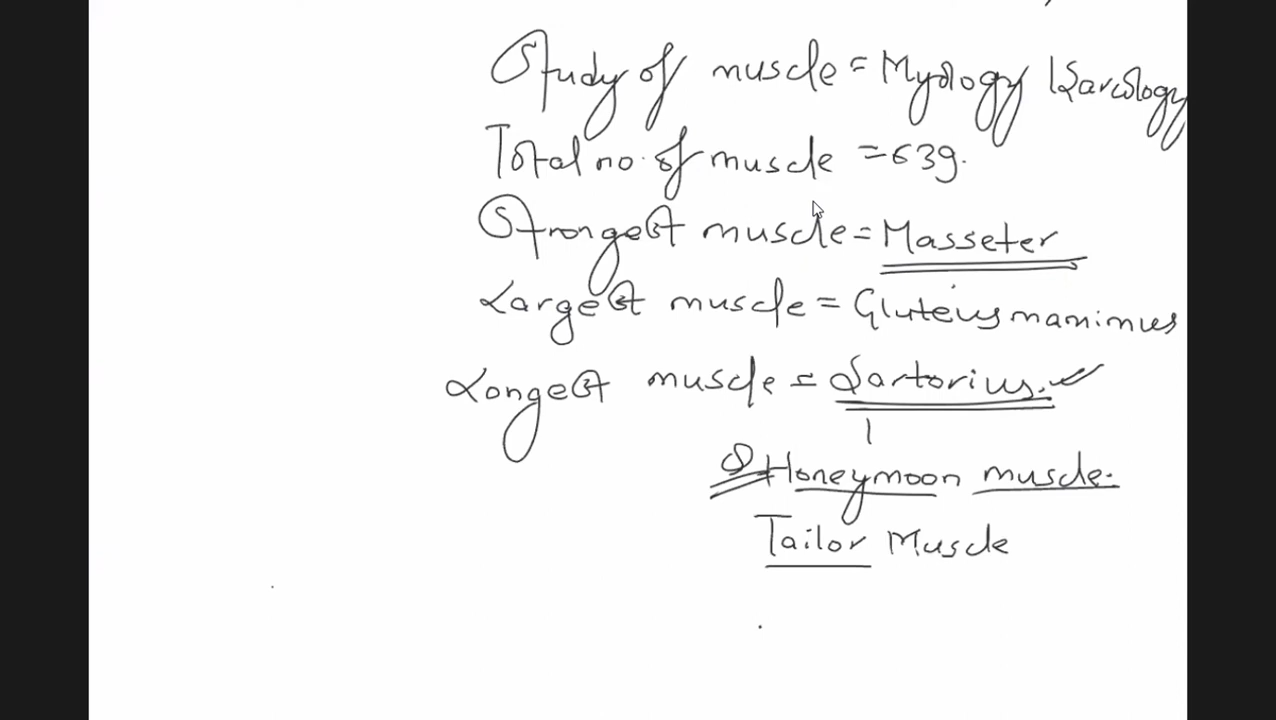 Study of muscle = Myology | Sarcology
Total no. of muscle = 639.
Strongest muscle = Masseter
Largest muscle = Gluteius maximus
Longest muscle = Sartorius.
Honeymoon muscle.
Tailor Muscle